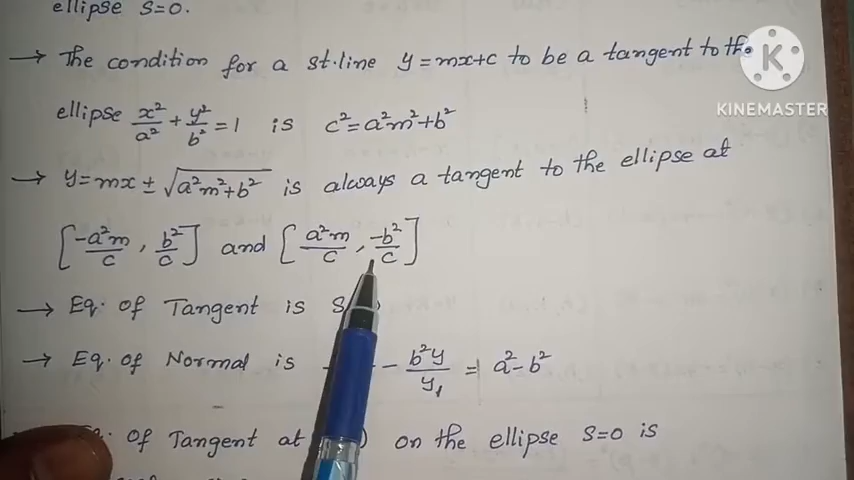 ellipse S=0.
→ The condition for a st.line y=mx+c to be a tangent to the
KINEMASTER
ellipse x²/a² + y²/b² = 1 is c²=a²m²+b²
→ y=mx ± √(a²m²+b²) is always a tangent to the ellipse at
[-a²m/c, b²/c] and [a²m/c, -b²/c]
→ Eq. of Tangent is S
→ Eq. of Normal is - b²y/y₁ = a²-b²
of Tangent at on the ellipse S=0 is